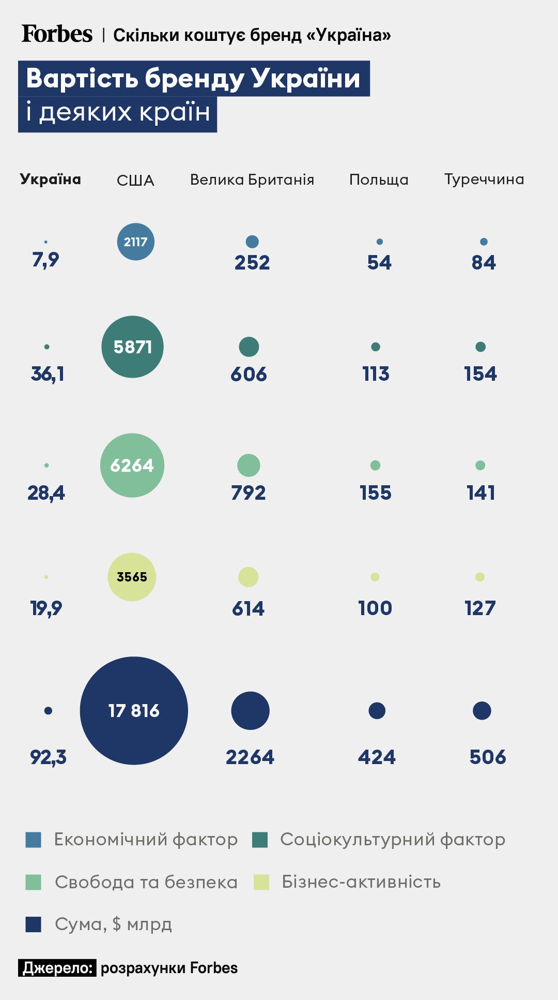 Forbes | Скільки коштує бренд «Україна»
Вартість бренду України
і деяких країн
Україна США Велика Британія Польща Туреччина
7,9 2117 252 54 84
36,1 5871 606 113 154
28,4 6264 792 155 141
19,9 3565 614 100 127
92,3 17 816 2264 424 506
Економічний фактор Соціокультурний фактор
Свобода та безпека Бізнес-активність
Сума, $ млрд
Джерело: розрахунки Forbes